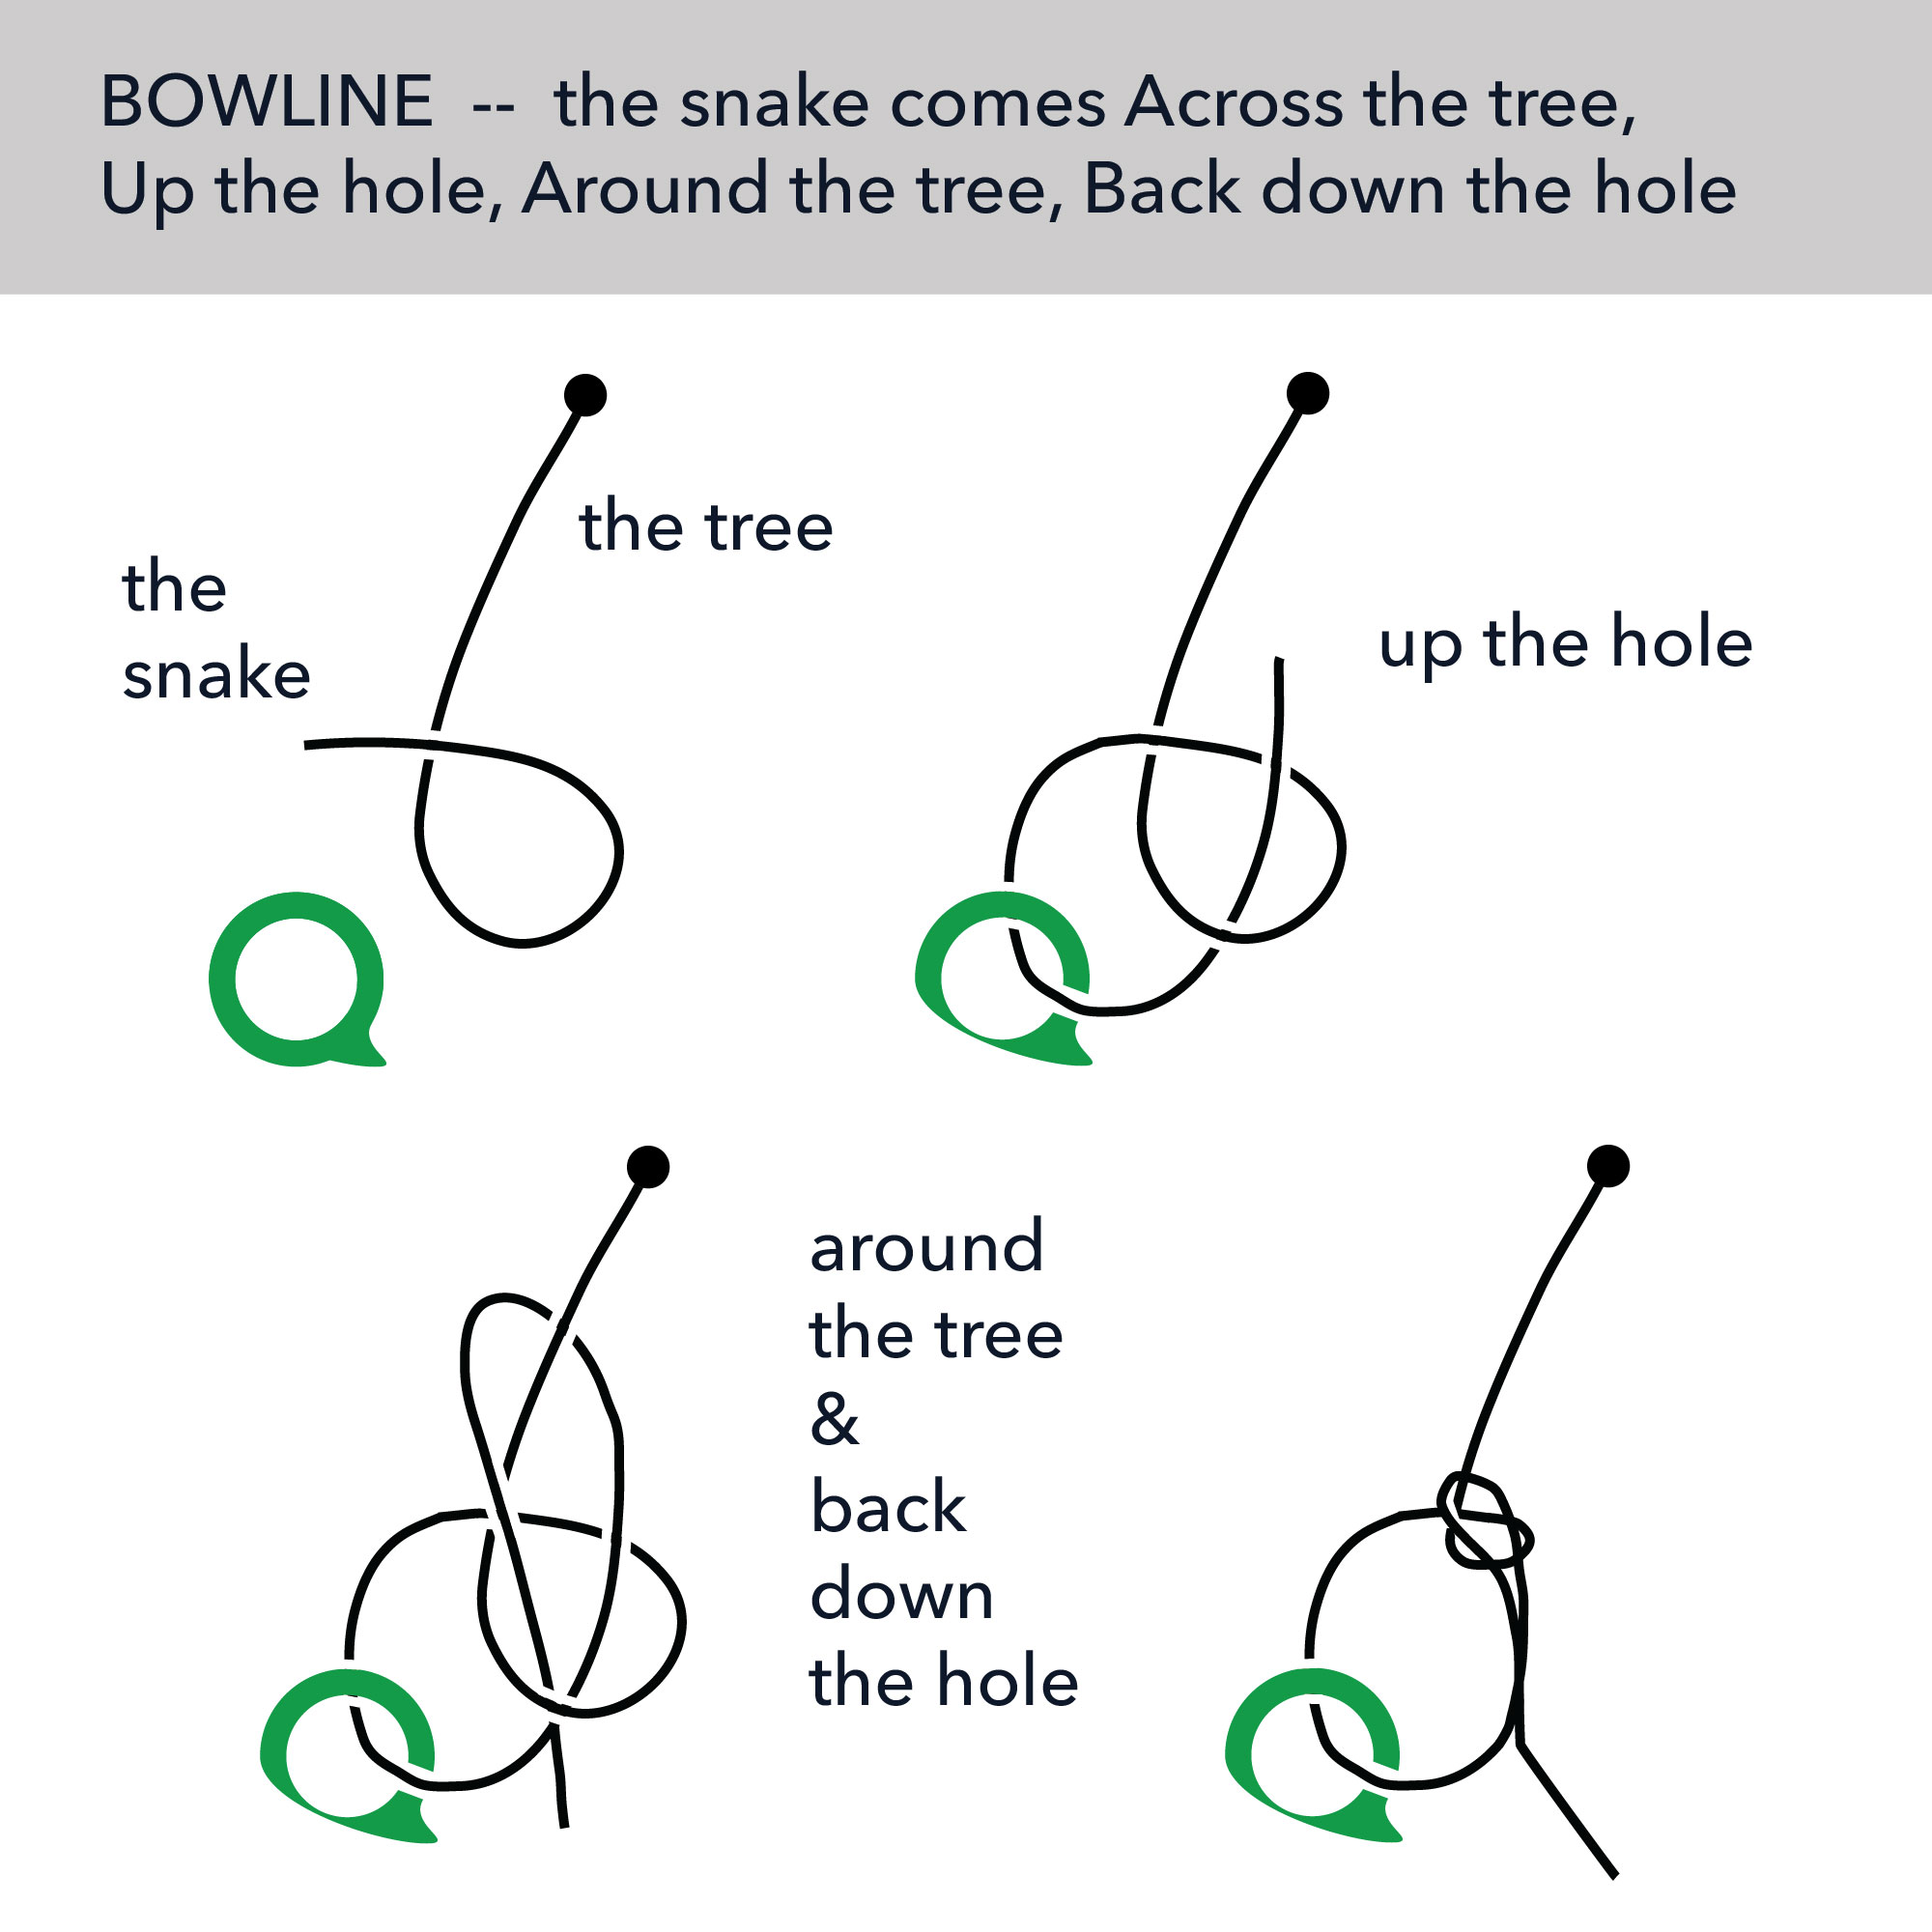 BOWLINE -- the snake comes Across the tree,
Up the hole, Around the tree, Back down the hole
the tree
the
snake
up the hole
around
the tree
&
back
down
the hole